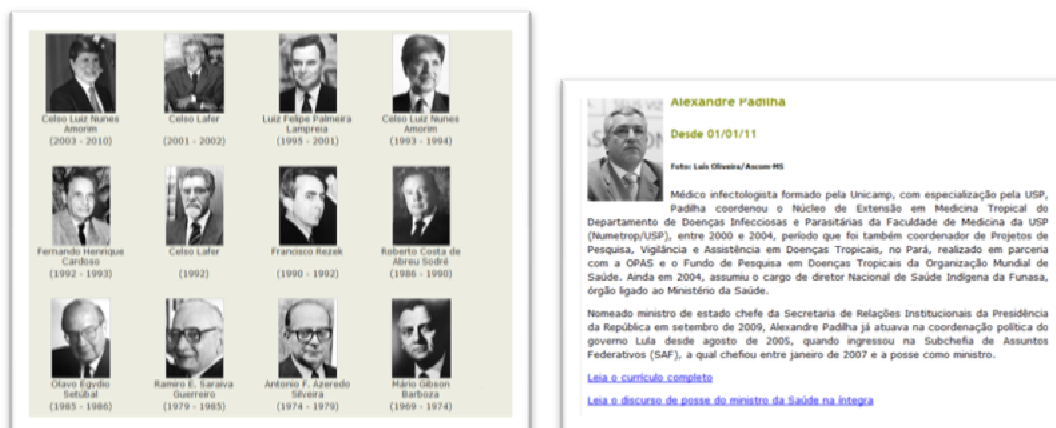 Celso Luiz Nunes
Amorim
(2003 - 2010)
Celso Lafer
(2001 - 2002)
Luiz Felipe Palmeira
Lampreia
(1995 - 2001)
Celso Luiz Nunes
Amorim
(1993 - 1994)
Fernando Henrique
Cardoso
(1992 - 1993)
Celso Lafer
(1992)
Francisco Rezek
(1990 - 1992)
Roberto Costa de
Abreu Sodré
(1986 - 1990)
Olavo Egydio
Setúbal
(1985 - 1986)
Ramiro E. Saraiva
Guerreiro
(1979 - 1985)
Antonio F. Azeredo
Silveira
(1974 - 1979)
Mário Gibson
Barboza
(1969 - 1974)
Alexandre Padilha
Desde 01/01/11
Foto: Luís Oliveira/Ascom-MS
Médico infectologista formado pela Unicamp, com especialização pela USP,
Padilha coordenou o Núcleo de Extensão em Medicina Tropical do
Departamento de Doenças Infecciosas e Parasitárias da Faculdade de Medicina da USP
(Numetrop/USP), entre 2000 e 2004, período que foi também coordenador de Projetos de
Pesquisa, Vigilância e Assistência em Doenças Tropicais, no Pará, realizado em parceria
com a OPAS e o Fundo de Pesquisa em Doenças Tropicais da Organização Mundial de
Saúde. Ainda em 2004, assumiu o cargo de diretor Nacional de Saúde Indígena da Funasa,
órgão ligado ao Ministério da Saúde.
Nomeado ministro de estado chefe da Secretaria de Relações Institucionais da Presidência
da República em setembro de 2009, Alexandre Padilha já atuava na coordenação política do
governo Lula desde agosto de 2005, quando ingressou na Subchefia de Assuntos
Federativos (SAF), a qual chefiou entre janeiro de 2007 e a posse como ministro.
Leia o currículo completo
Leia o discurso de posse do ministro da Saúde na íntegra